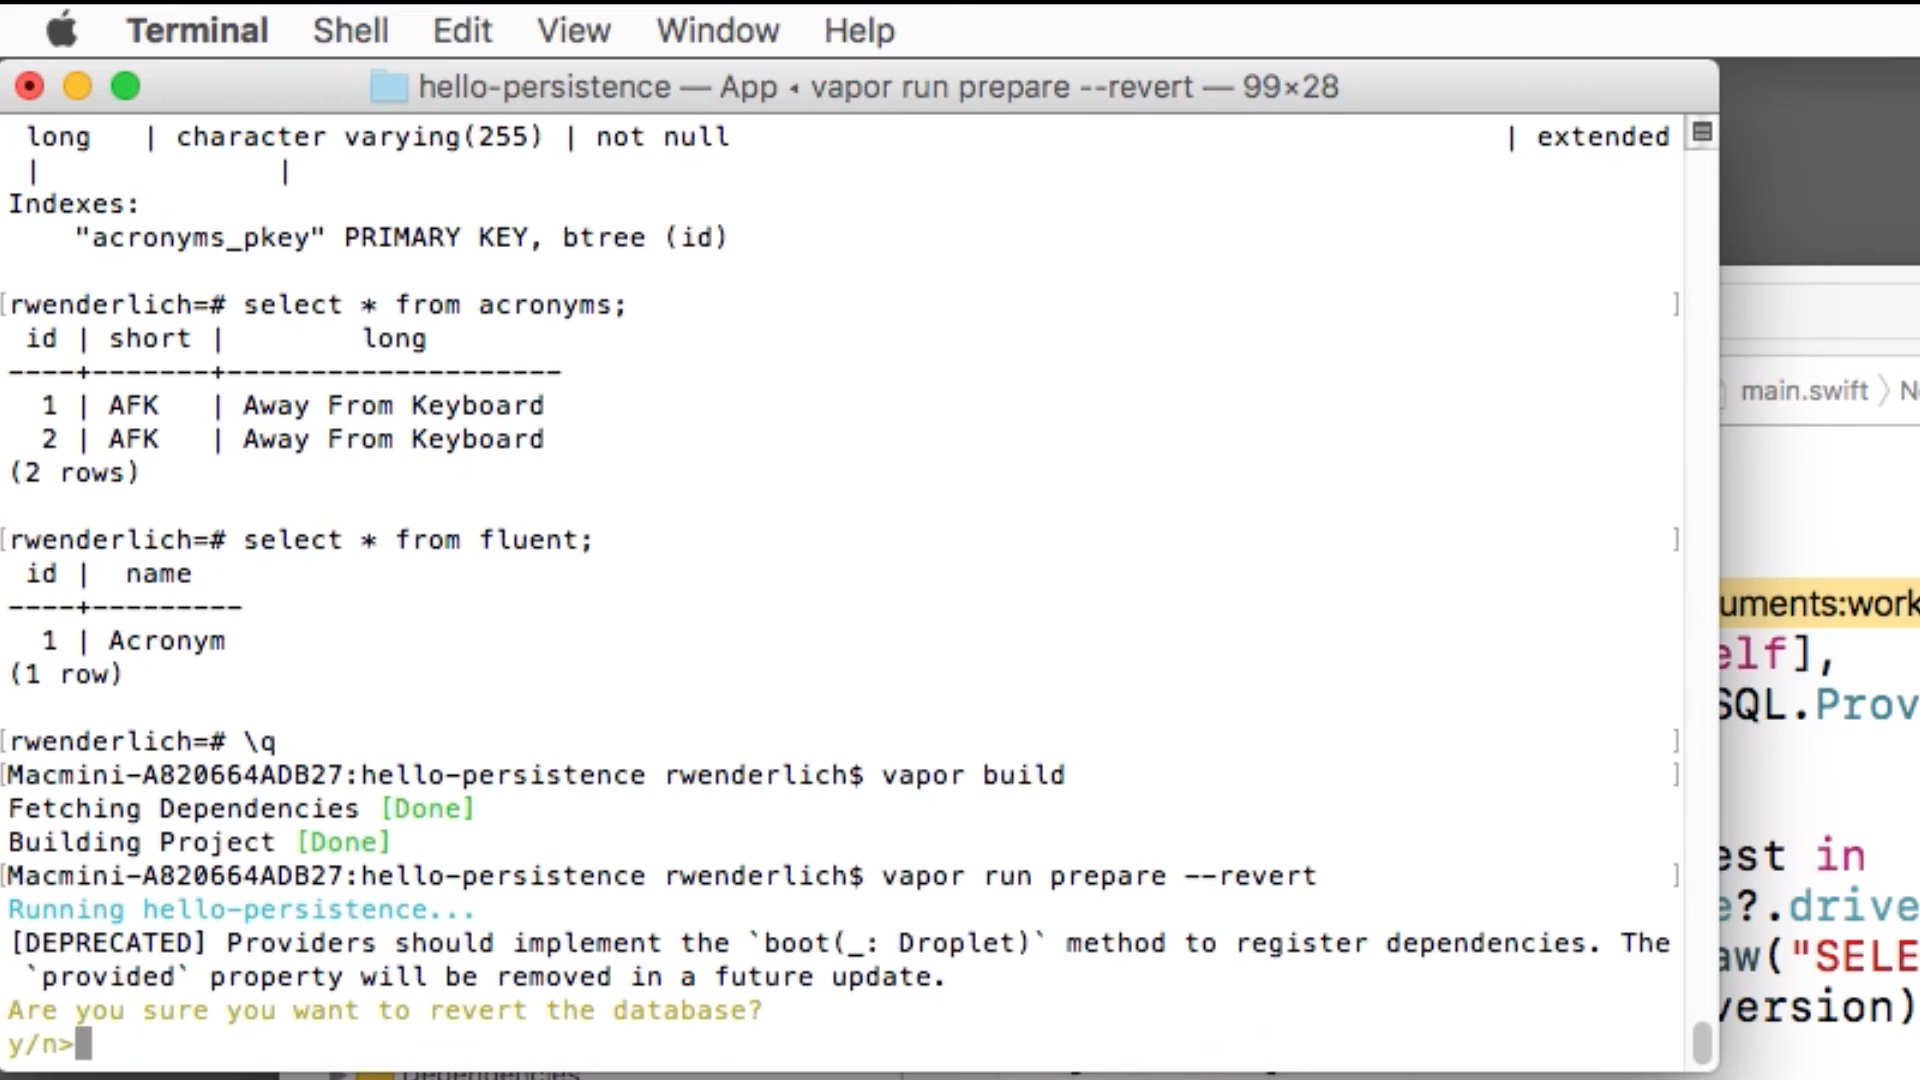 Terminal Shell Edit View Window Help
hello-persistence — App ◂ vapor run prepare --revert — 99×28
long | character varying(255) | not null | extended
| |
Indexes:
"acronyms_pkey" PRIMARY KEY, btree (id)
[rwenderlich=# select * from acronyms; ]
id | short | long
----+-------+--------------------
1 | AFK | Away From Keyboard
2 | AFK | Away From Keyboard
(2 rows)
[rwenderlich=# select * from fluent; ]
id | name
----+---------
1 | Acronym
(1 row)
[rwenderlich=# \q ]
[Macmini-A820664ADB27:hello-persistence rwenderlich$ vapor build ]
Fetching Dependencies [Done]
Building Project [Done]
[Macmini-A820664ADB27:hello-persistence rwenderlich$ vapor run prepare --revert ]
Running hello-persistence...
[DEPRECATED] Providers should implement the `boot(_: Droplet)` method to register dependencies. The
`provided` property will be removed in a future update.
Are you sure you want to revert the database?
y/n>
main.swift 〉 N
uments:work
elf],
SQL.Prov
est in
e?.drive
aw("SELE
version)